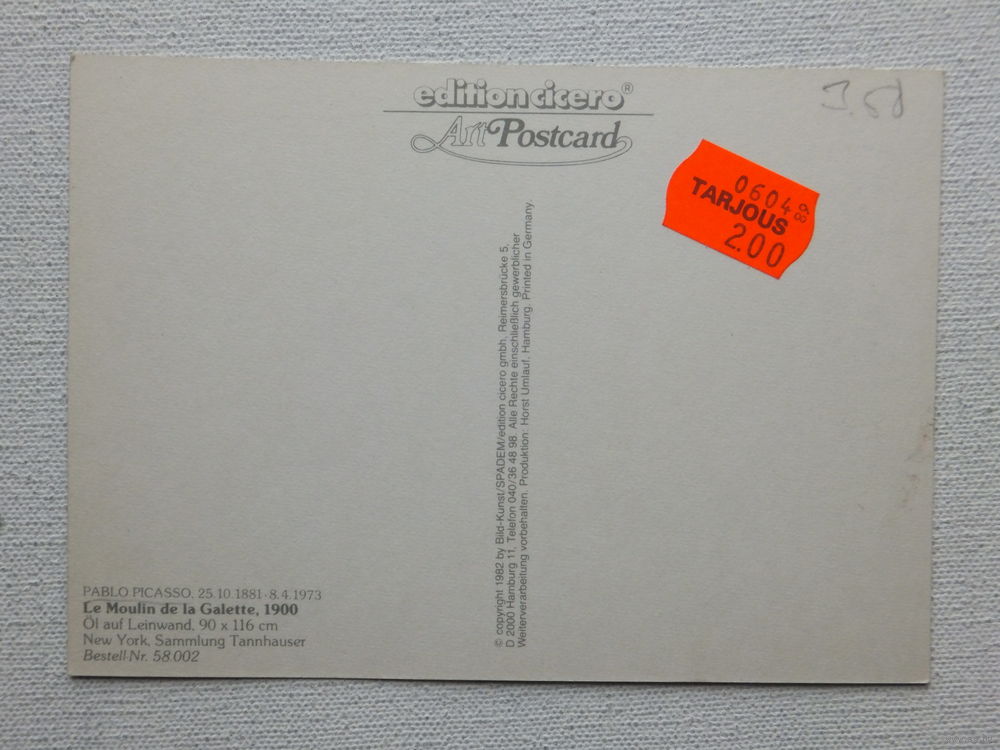 edition cicero®
Art Postcard
3.50
0604 98
TARJOUS
2.00
© copyright 1982 by Bild-Kunst/SPADEM/edition cicero gmbh, Reimersbrücke 5,
D 2000 Hamburg 11, Telefon 040/36 48 98. Alle Rechte einschließlich gewerblicher
Weiterverarbeitung vorbehalten. Produktion: Horst Umlauf, Hamburg. Printed in Germany.
PABLO PICASSO, 25.10.1881-8.4.1973
Le Moulin de la Galette, 1900
Öl auf Leinwand, 90 x 116 cm
New York, Sammlung Tannhauser
Bestell-Nr. 58.002